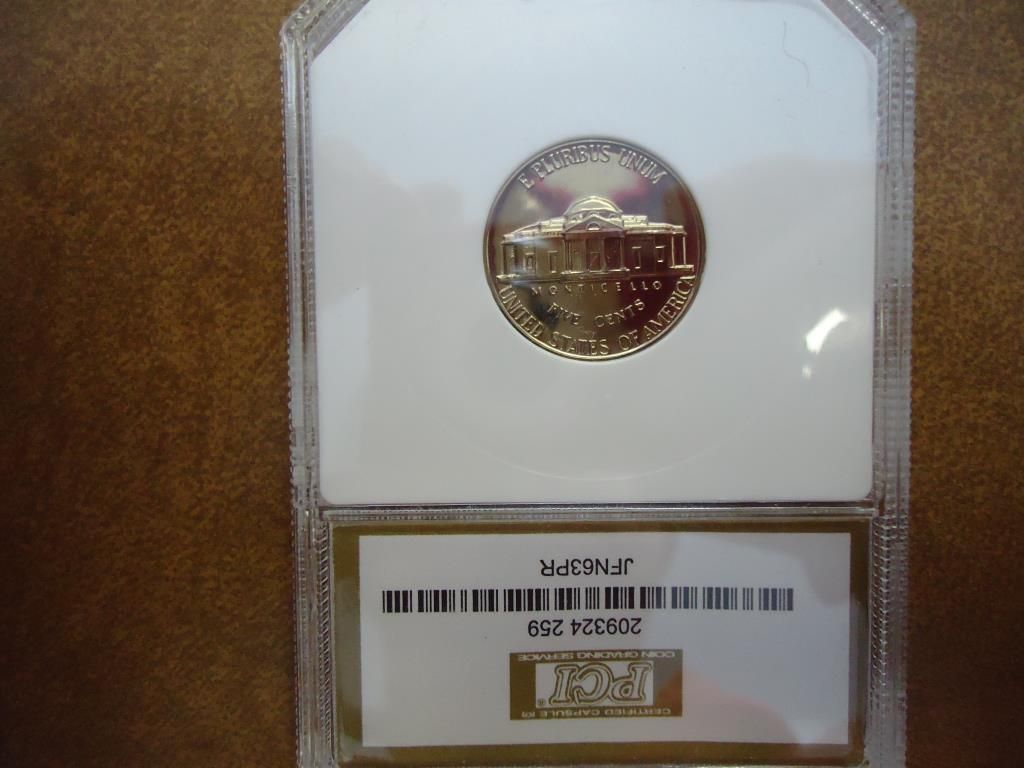 E PLURIBUS UNUM
MONTICELLO
FIVE CENTS
UNITED STATES OF AMERICA
CERTIFIED CAPSULE
PCI®
COIN GRADING SERVICE
209324 259
JFN63PR